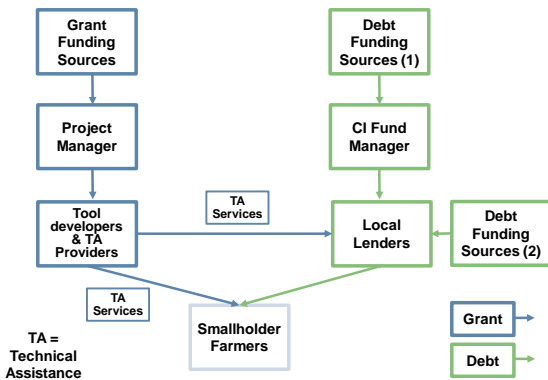 Grant
Funding
Sources
Debt
Funding
Sources (1)
Project
Manager
CI Fund
Manager
Tool
developers
& TA
Providers
TA
Services
Local
Lenders
Debt
Funding
Sources (2)
TA
Services
Smallholder
Farmers
TA =
Technical
Assistance
Grant
Debt